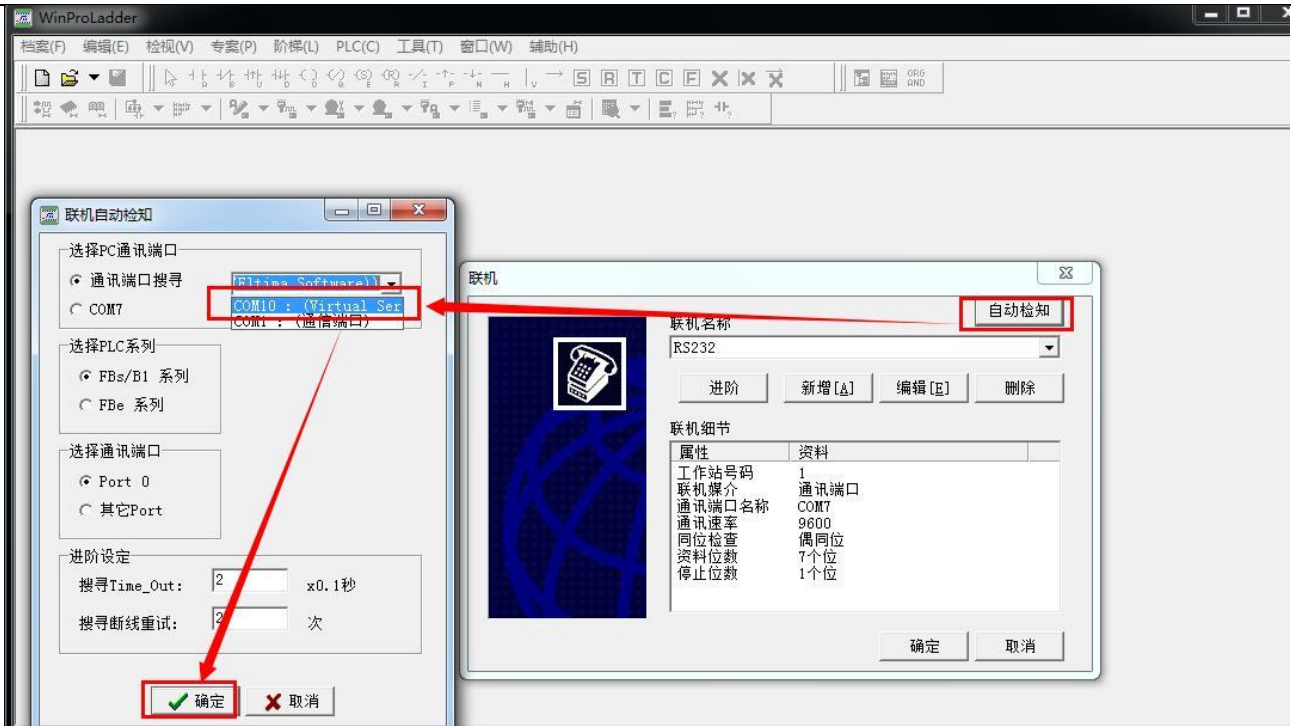 WinProLadder
档案(F) 编辑(E) 检视(V) 专案(P) 阶梯(L) PLC(C) 工具(T) 窗口(W) 辅助(H)
S R T C F
ORG
AND
联机自动检知
选择PC通讯端口
通讯端口搜寻
(Eltima Software))
COM10 : (Virtual Ser
COM7
COM1 : (通信端口)
选择PLC系列
FBs/B1 系列
FBe 系列
选择通讯端口
Port 0
其它Port
进阶设定
搜寻Time_Out: 2 x0.1秒
搜寻断线重试: 2 次
确定 取消
联机
自动检知
联机名称
RS232
进阶 新增[A] 编辑[E] 删除
联机细节
属性 资料
工作站号码 1
联机媒介 通讯端口
通讯端口名称 COM7
通讯速率 9600
同位检查 偶同位
资料位数 7个位
停止位数 1个位
确定 取消